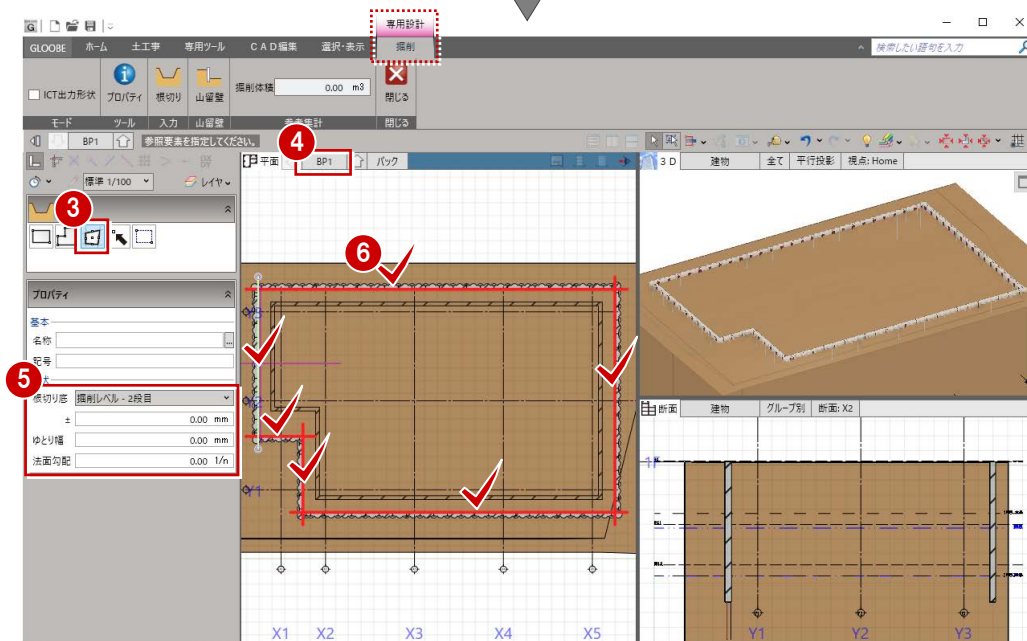 専用設計
GLOOBE ホーム 土工事 専用ツール CAD編集 選択・表示 掘削 検索したい語句を入力
ICT出力形状 プロパティ 根切り 山留壁 掘削体積 0.00 m3 閉じる
モード ツール 入力 山留壁 参考集計 閉じる
BP1 参照要素を指定してください。
4
平面 BP1 バック
3D 建物 全て 平行投影 視点: Home
標準 1/100 レイヤ
3
6
プロパティ
基本
名称
記号
5
根切り底 掘削レベル - 2段目
± 0.00 mm
ゆとり幅 0.00 mm
法面勾配 0.00 1/n
Y3
Y2
Y1
X1 X2 X3 X4 X5
断面 建物 グループ別 断面: X2
Y1 Y2 Y3